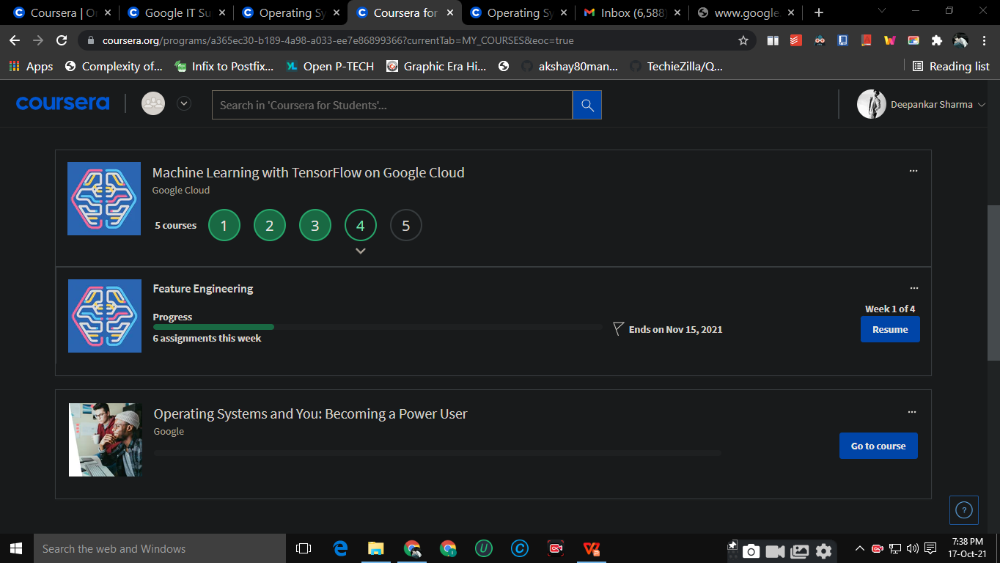 Coursera | O
Google IT Su
Operating Sy
Coursera for
Operating Sy
Inbox (6,588)
www.google.
coursera.org/programs/a365ec30-b189-4a98-a033-ee7e86899366?currentTab=MY_COURSES&eoc=true
Apps
Complexity of...
Infix to Postfix...
Open P-TECH
Graphic Era Hi...
akshay80man...
TechieZilla/Q...
Reading list
coursera
Search in 'Coursera for Students'...
Deepankar Sharma
Machine Learning with TensorFlow on Google Cloud
...
Google Cloud
5 courses 1 2 3 4 5
Feature Engineering
...
Week 1 of 4
Progress
Ends on Nov 15, 2021
Resume
6 assignments this week
Operating Systems and You: Becoming a Power User
...
Google
Go to course
?
Search the web and Windows
7:38 PM
17-Oct-21